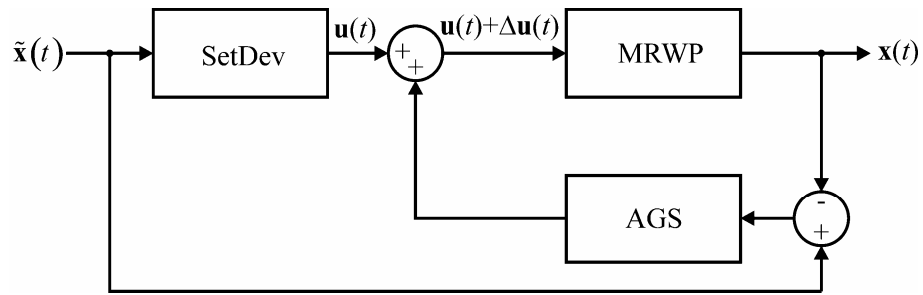 x̃(t)
SetDev
u(t)
+
+
u(t)+Δu(t)
MRWP
x(t)
-
+
AGS